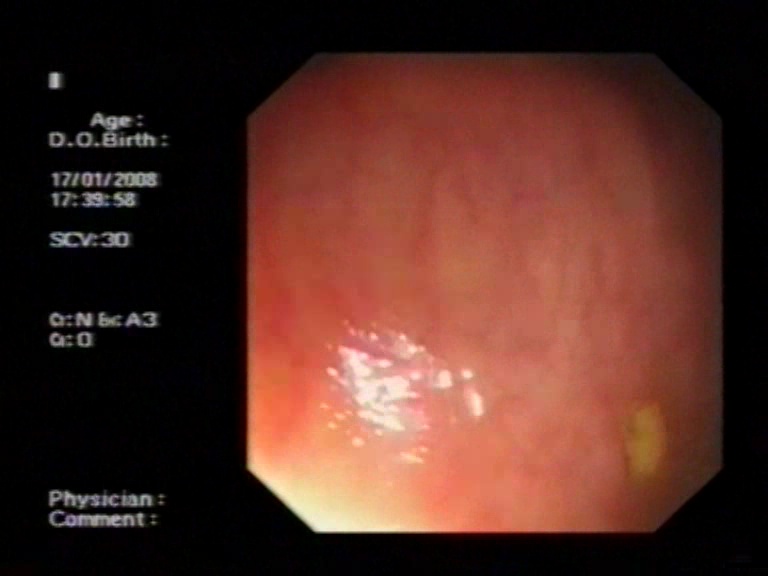 Age:
D.O.Birth:
17/01/2008
17:39:58
SCV:30
Physician:
Comment: